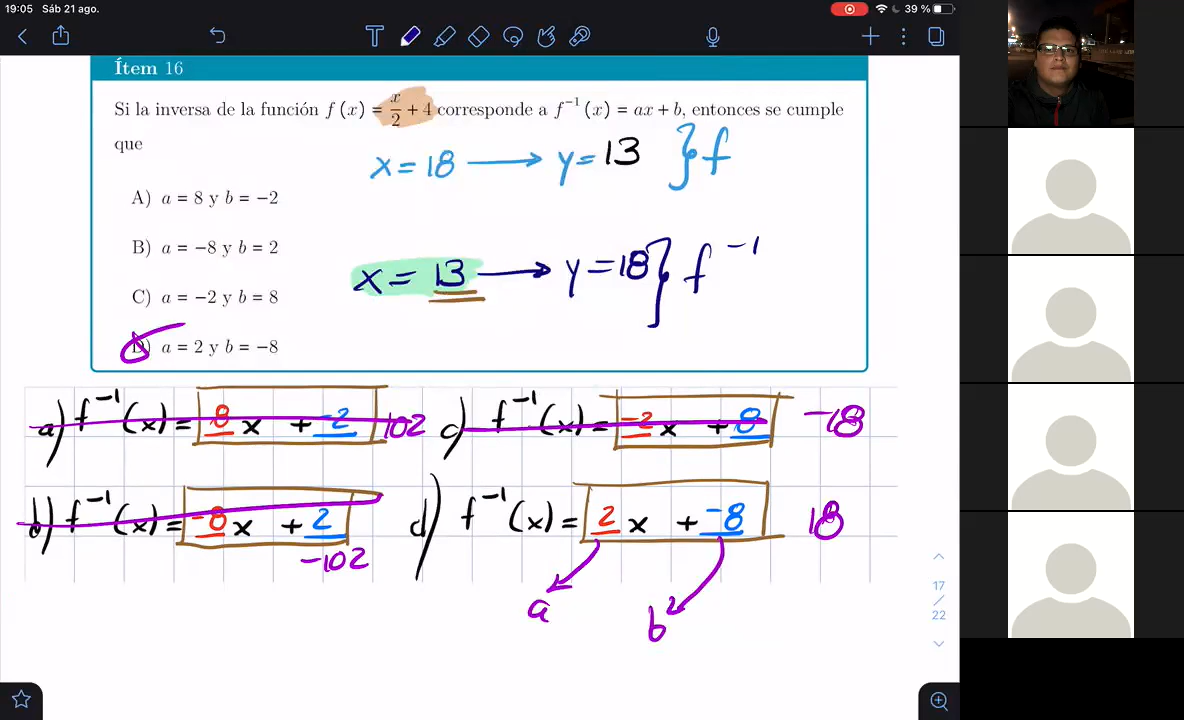 19:05 Sáb 21 ago. 39 %
T
Ítem 16
Si la inversa de la función f (x) = x/2 + 4 corresponde a f⁻¹ (x) = ax + b, entonces se cumple
que
x = 18 → y = 13 } f
A) a = 8 y b = −2
B) a = −8 y b = 2
x = 13 → y = 18 } f⁻¹
C) a = −2 y b = 8
D) a = 2 y b = −8
a) f⁻¹(x) = 8x + -2 102
c) f⁻¹(x) = -2x + 8 -18
b) f⁻¹(x) = -8x + 2
-102
d) f⁻¹(x) = 2x + -8 18
a
b
17
/
22